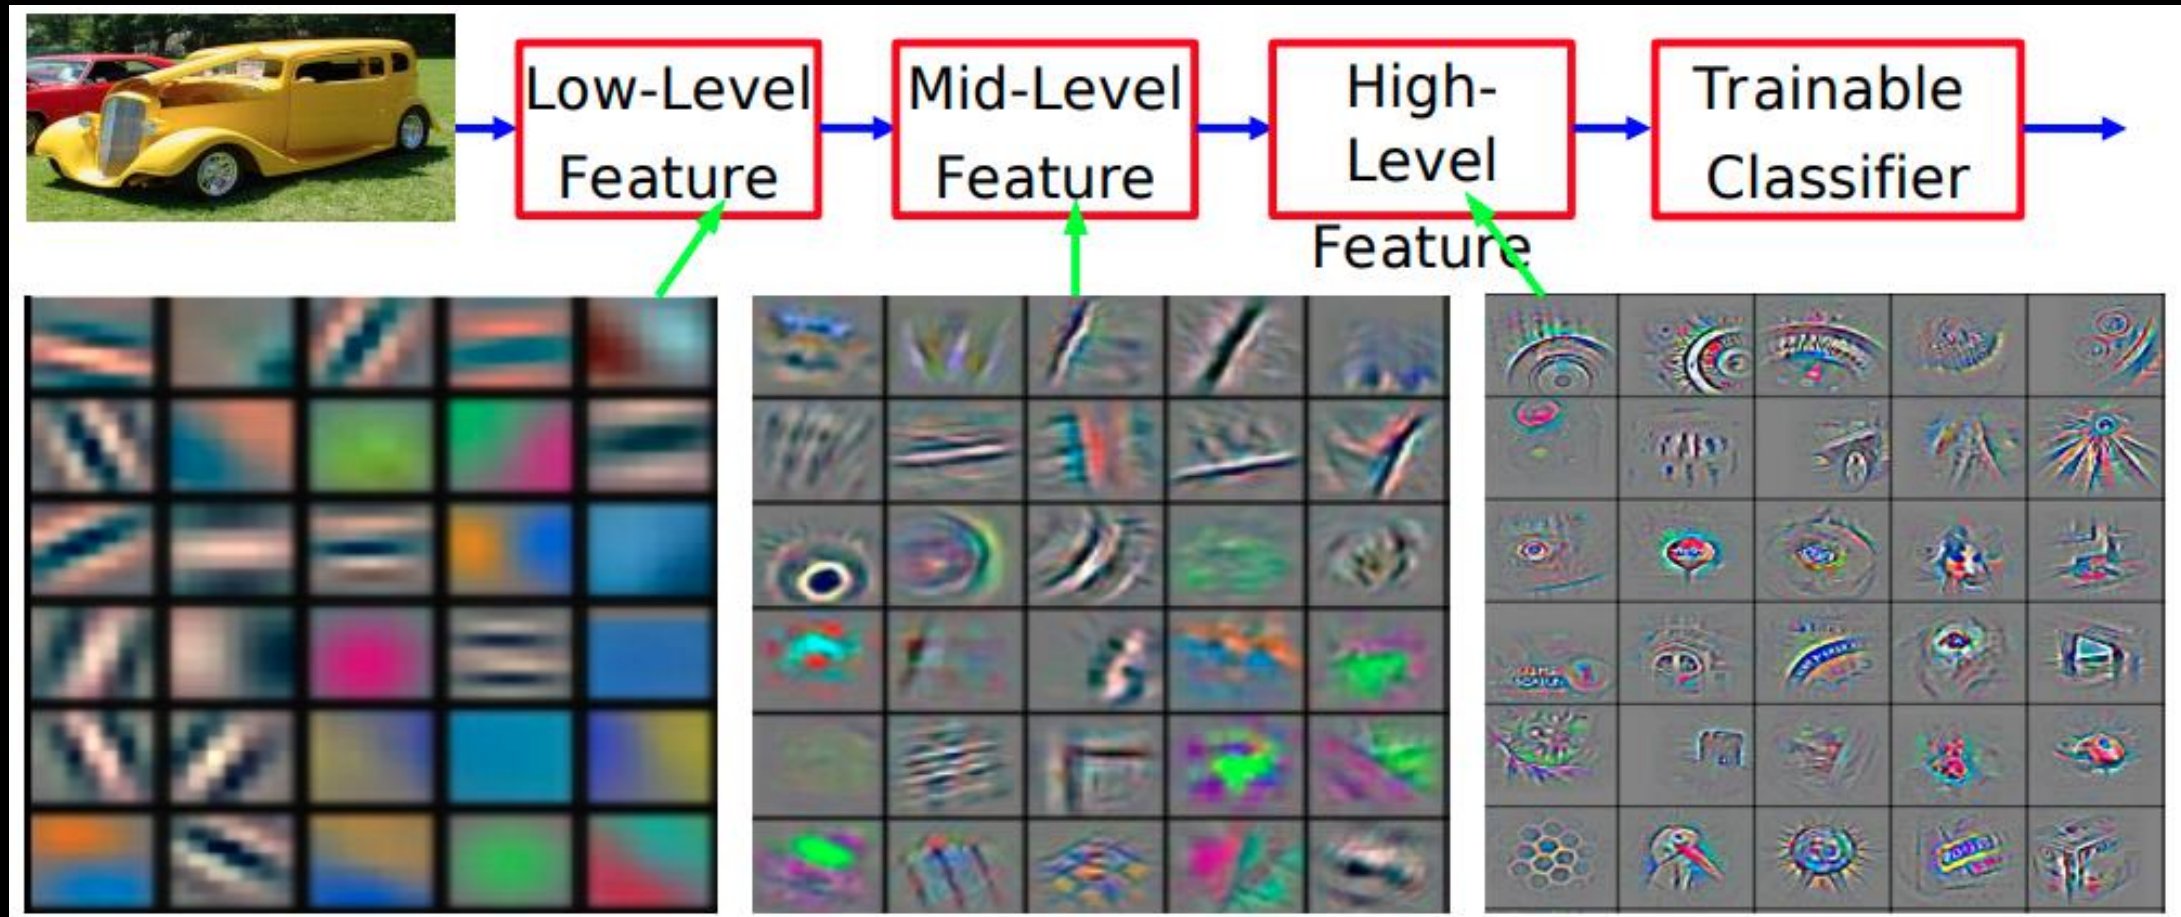 Low-Level
Feature
Mid-Level
Feature
High-
Level
Feature
Trainable
Classifier